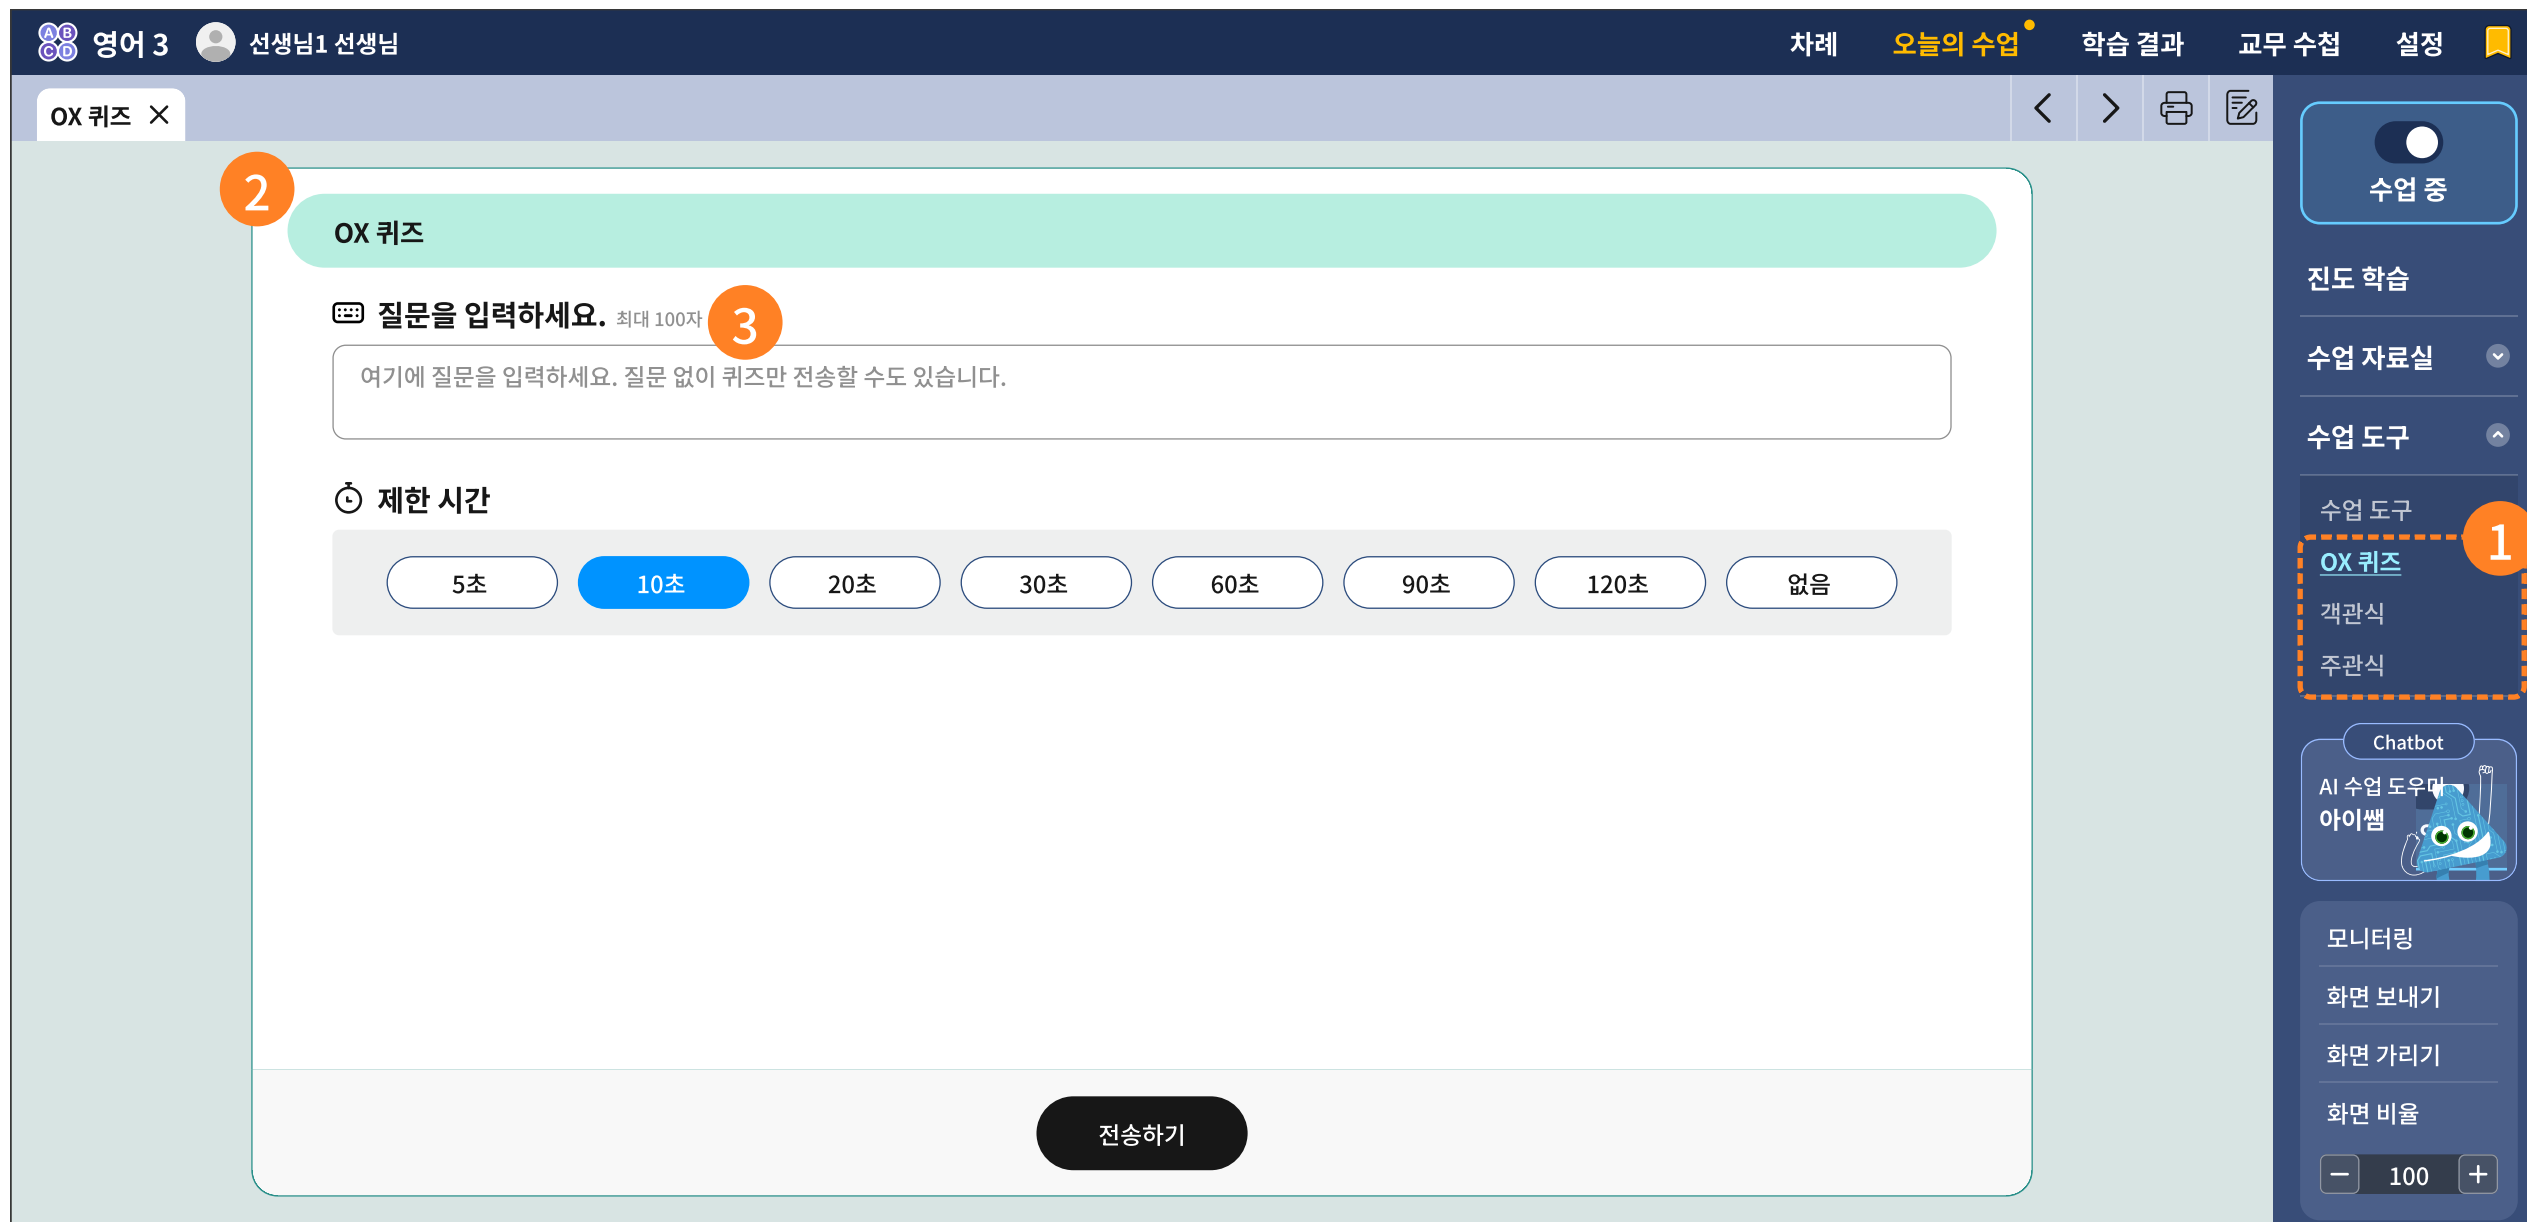 A B C D 영어 3 선생님1 선생님 차례 오늘의 수업 학습 결과 교무 수첩 설정
OX 퀴즈
수업 중
2
OX 퀴즈
진도 학습
질문을 입력하세요. 최대 100자 3
수업 자료실
여기에 질문을 입력하세요. 질문 없이 퀴즈만 전송할 수도 있습니다.
수업 도구
제한 시간
수업 도구
1
OX 퀴즈
5초 10초 20초 30초 60초 90초 120초 없음
객관식
주관식
Chatbot
AI 수업 도우미
아이쌤
모니터링
화면 보내기
화면 가리기
화면 비율
전송하기
− 100 +